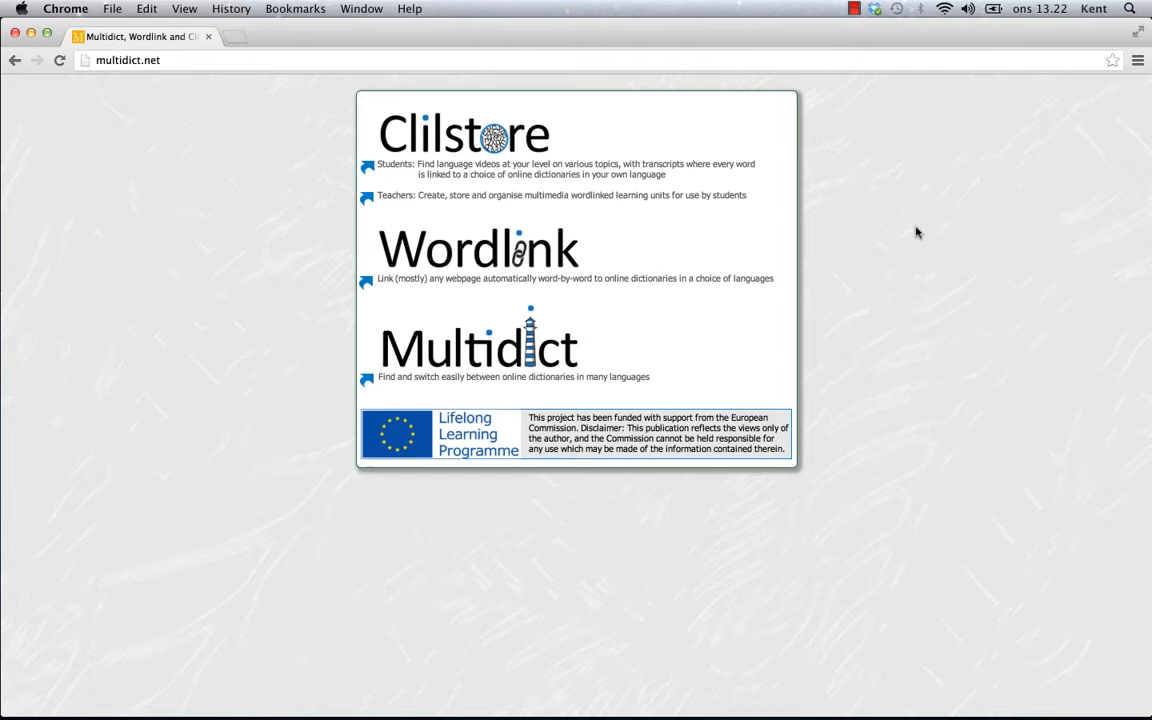 Chrome File Edit View History Bookmarks Window Help ons 13.22 Kent
Multidict, Wordlink and Cli
multidict.net
Clilstore
Students: Find language videos at your level on various topics, with transcripts where every word
is linked to a choice of online dictionaries in your own language
Teachers: Create, store and organise multimedia wordlinked learning units for use by students
Wordlink
Link (mostly) any webpage automatically word-by-word to online dictionaries in a choice of languages
Multidict
Find and switch easily between online dictionaries in many languages
Lifelong
Learning
Programme
This project has been funded with support from the European
Commission. Disclaimer: This publication reflects the views only of
the author, and the Commission cannot be held responsible for
any use which may be made of the information contained therein.